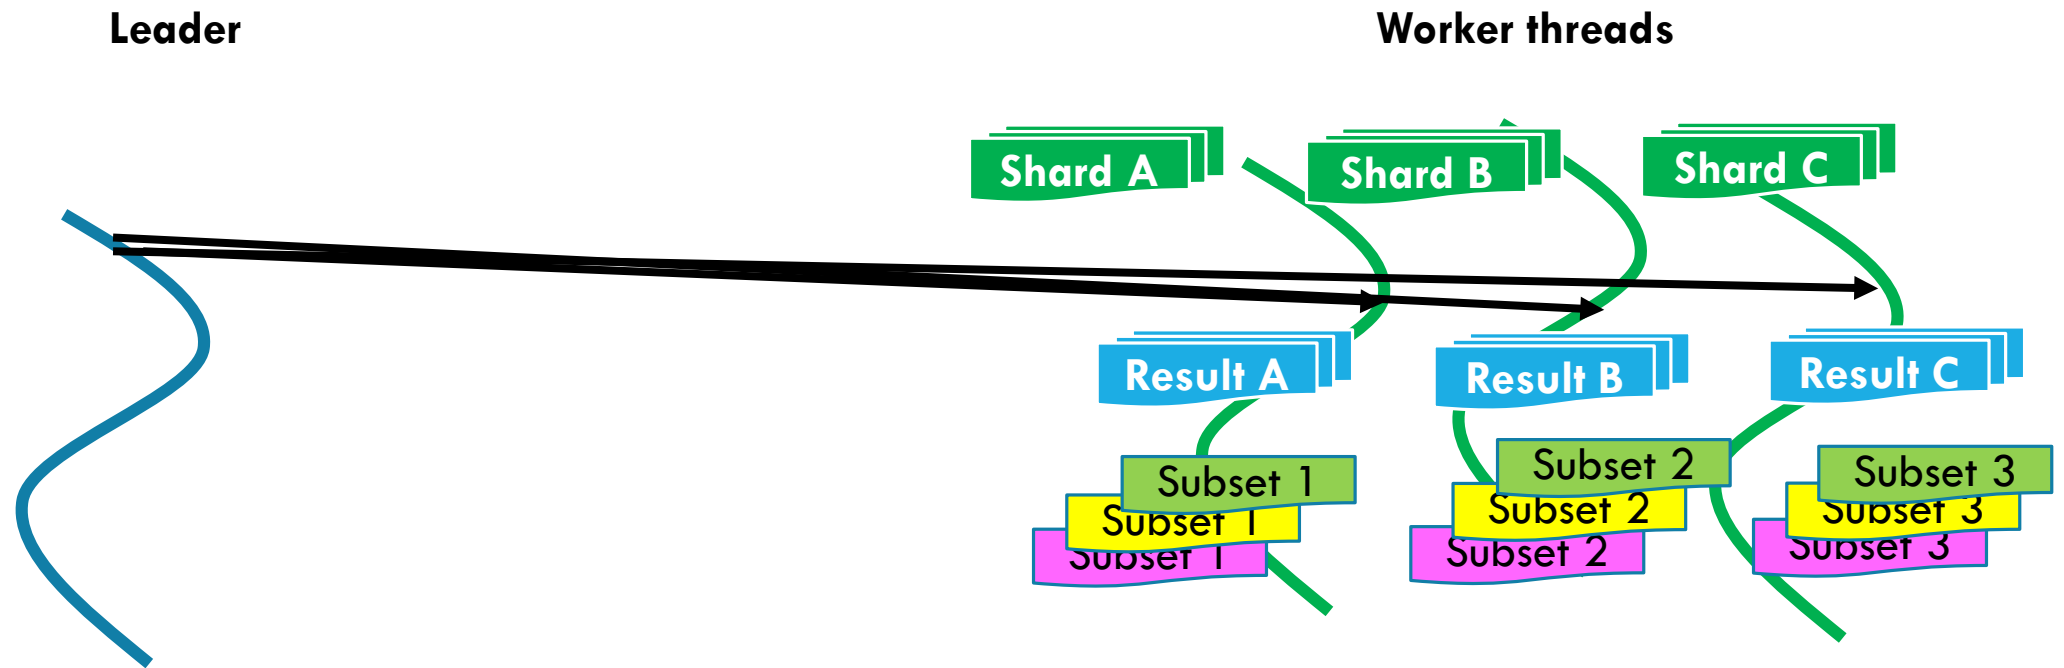 Leader
Worker threads
Shard A
Shard B
Shard C
Result A
Result B
Result C
Subset 1
Subset 2
Subset 3
Subset 1
Subset 2
Subset 3
Subset 1
Subset 2
Subset 3